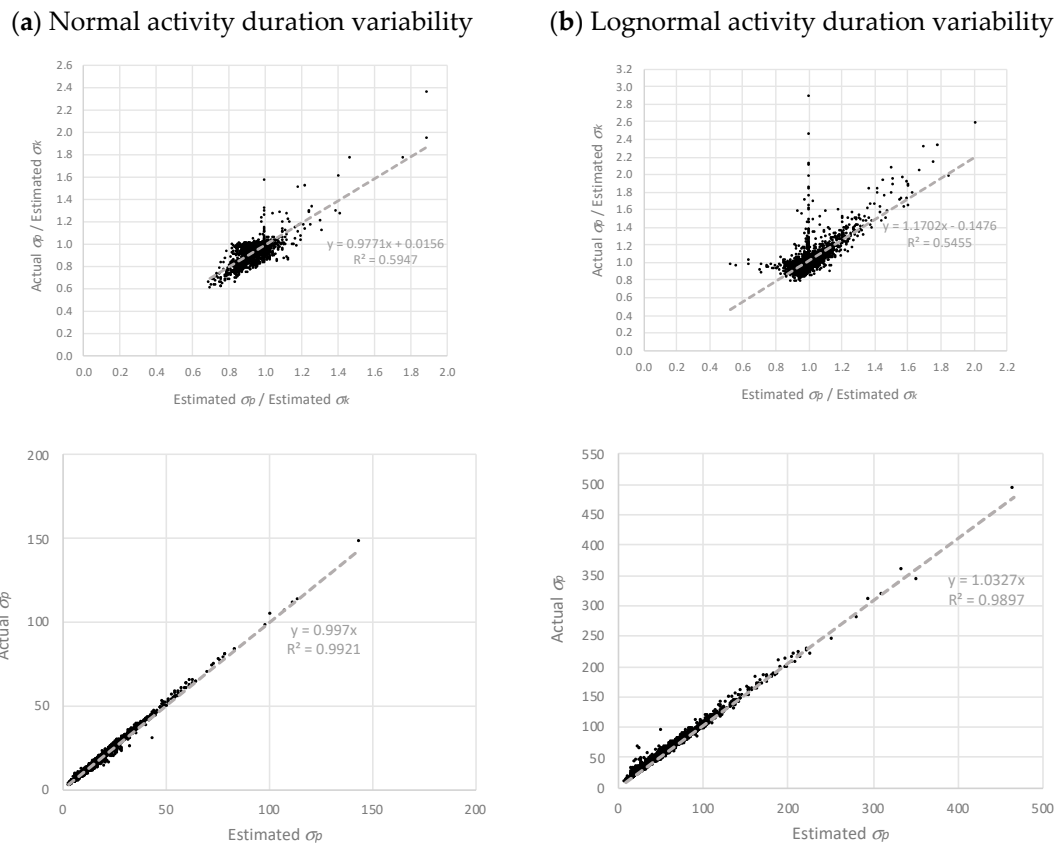 (a) Normal activity duration variability
(b) Lognormal activity duration variability
Actual σp / Estimated σk
2.6
2.4
2.2
2.0
1.8
1.6
1.4
1.2
1.0
0.8
0.6
0.4
0.2
0.0
y = 0.9771x + 0.0156
R² = 0.5947
0.0 0.2 0.4 0.6 0.8 1.0 1.2 1.4 1.6 1.8 2.0
Estimated σp / Estimated σk
Actual σp / Estimated σk
3.2
3.0
2.8
2.6
2.4
2.2
2.0
1.8
1.6
1.4
1.2
1.0
0.8
0.6
0.4
0.2
0.0
y = 1.1702x - 0.1476
R² = 0.5455
0.0 0.2 0.4 0.6 0.8 1.0 1.2 1.4 1.6 1.8 2.0 2.2
Estimated σp / Estimated σk
Actual σp
200
150
100
50
0
y = 0.997x
R² = 0.9921
0 50 100 150 200
Estimated σp
Actual σp
550
500
450
400
350
300
250
200
150
100
50
0
y = 1.0327x
R² = 0.9897
0 100 200 300 400 500
Estimated σp